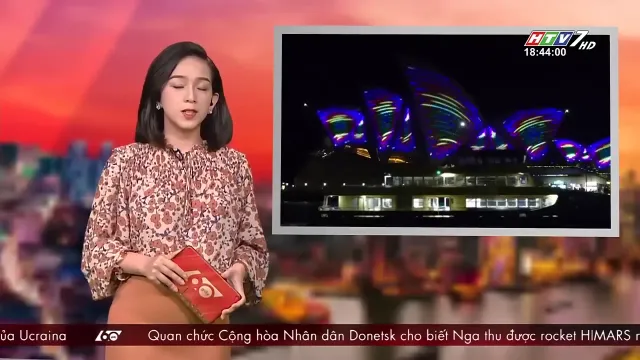 HTV7 HD
18:44:00
ủa Ucraina 60 Quan chức Cộng hòa Nhân dân Donetsk cho biết Nga thu được rocket HIMARS